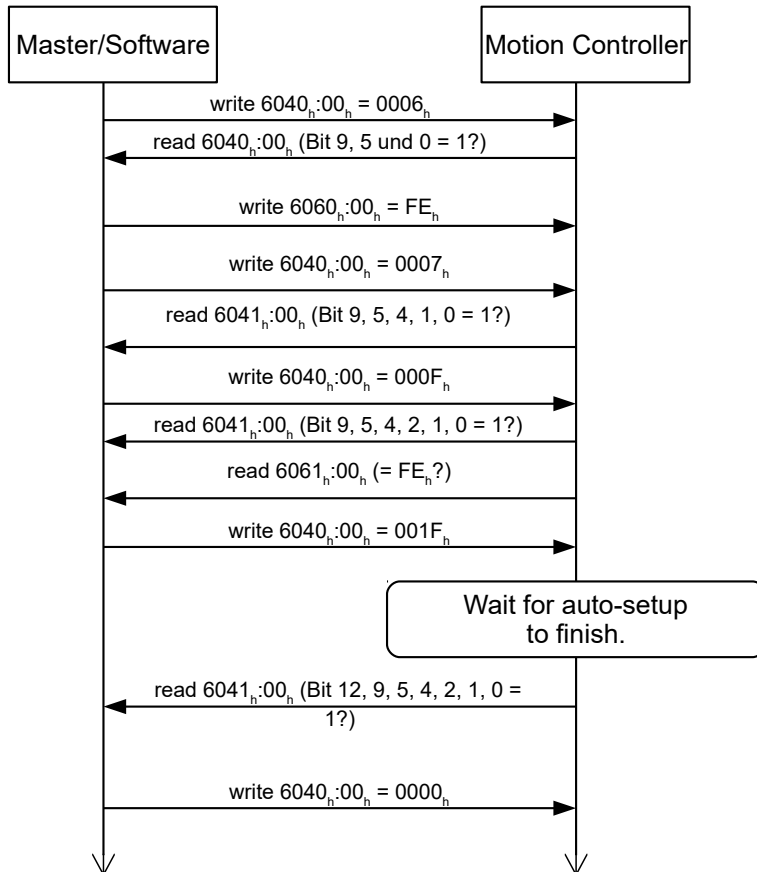 Master/Software
Motion Controller
write 6040h:00h = 0006h
read 6040h:00h (Bit 9, 5 und 0 = 1?)
write 6060h:00h = FEh
write 6040h:00h = 0007h
read 6041h:00h (Bit 9, 5, 4, 1, 0 = 1?)
write 6040h:00h = 000Fh
read 6041h:00h (Bit 9, 5, 4, 2, 1, 0 = 1?)
read 6061h:00h (= FEh?)
write 6040h:00h = 001Fh
Wait for auto-setup
to finish.
read 6041h:00h (Bit 12, 9, 5, 4, 2, 1, 0 =
1?)
write 6040h:00h = 0000h